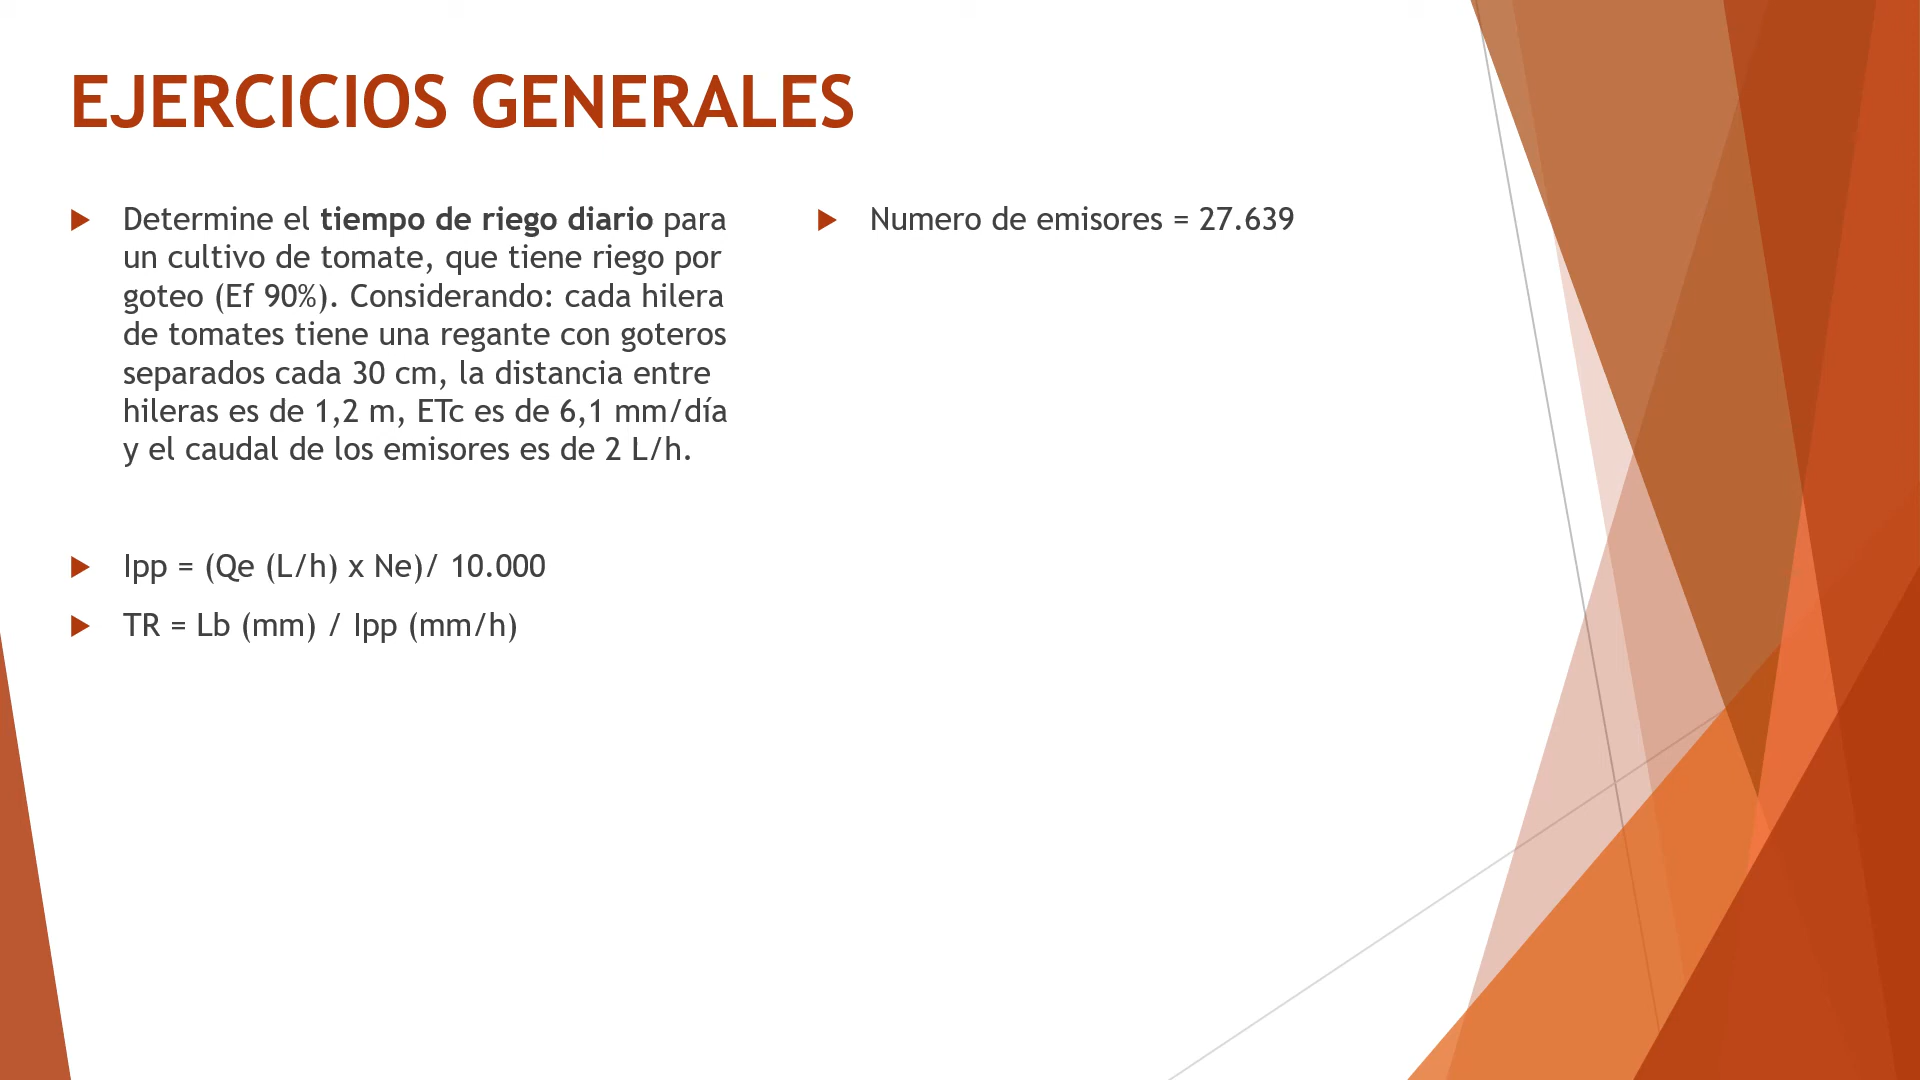 EJERCICIOS GENERALES
Determine el tiempo de riego diario para
un cultivo de tomate, que tiene riego por
goteo (Ef 90%). Considerando: cada hilera
de tomates tiene una regante con goteros
separados cada 30 cm, la distancia entre
hileras es de 1,2 m, ETc es de 6,1 mm/día
y el caudal de los emisores es de 2 L/h.
Ipp = (Qe (L/h) x Ne)/ 10.000
TR = Lb (mm) / Ipp (mm/h)
Numero de emisores = 27.639